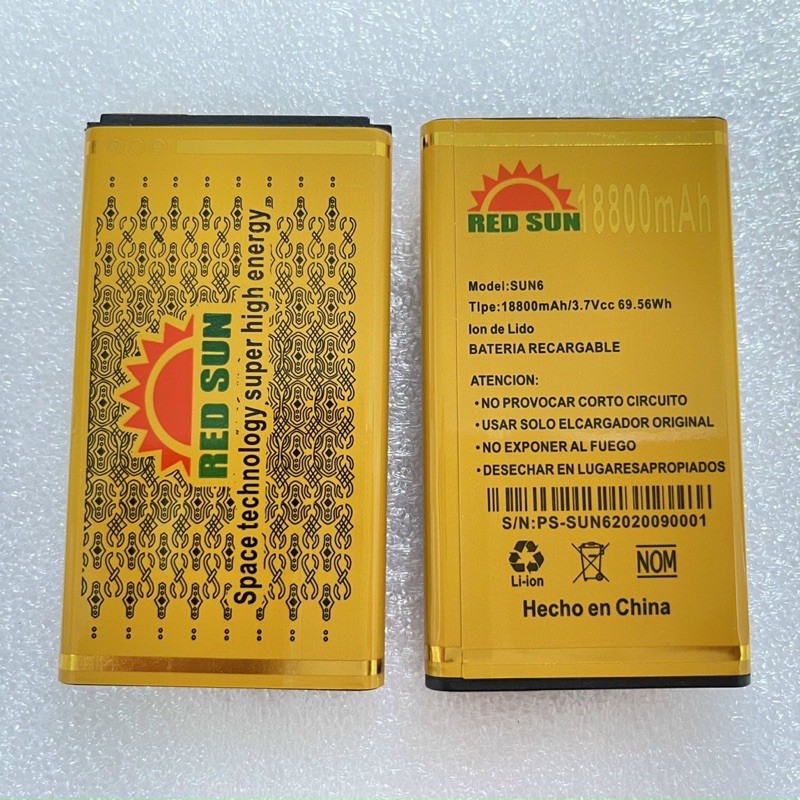 RED SUN
Space technology super high energy
RED SUN
18800mAh
Model:SUN6
TIpe:18800mAh/3.7Vcc 69.56Wh
Ion de Lido
BATERIA RECARGABLE
ATENCION:
•NO PROVOCAR CORTO CIRCUITO
•USAR SOLO ELCARGADOR ORIGINAL
•NO EXPONER AL FUEGO
•DESECHAR EN LUGARESAPROPIADOS
S/N:PS-SUN62020090001
Li-ion
NOM
Hecho en China